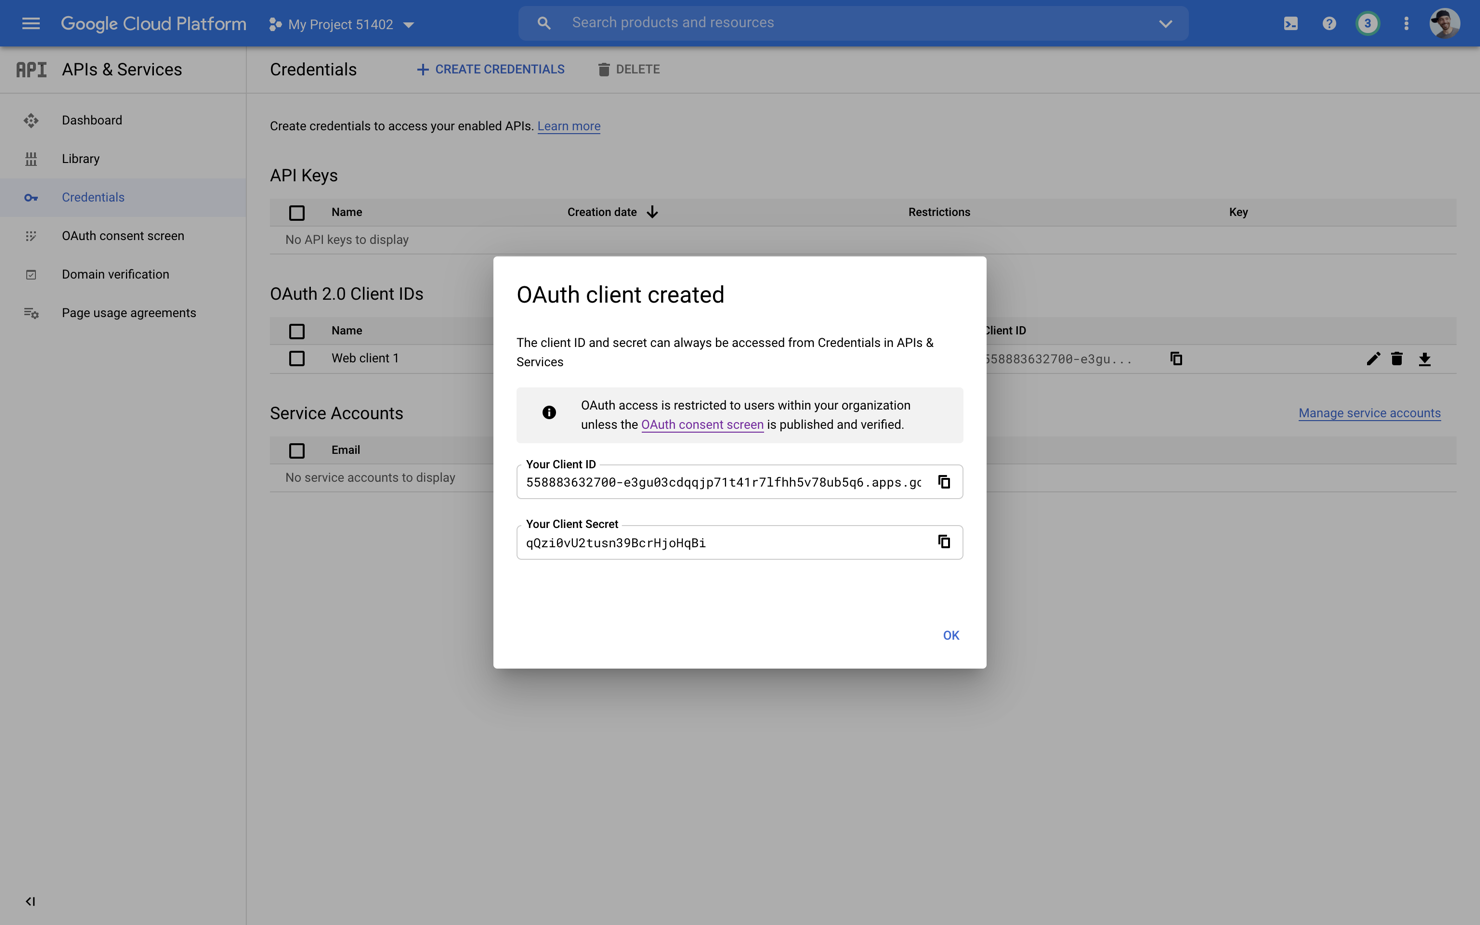 Google Cloud Platform
My Project 51402
Search products and resources
3
API
APIs & Services
Credentials
CREATE CREDENTIALS
DELETE
Dashboard
Library
Credentials
OAuth consent screen
Domain verification
Page usage agreements
Create credentials to access your enabled APIs. Learn more
API Keys
Name Creation date Restrictions Key
No API keys to display
OAuth 2.0 Client IDs
Name Client ID
Web client 1 558883632700-e3gu...
Service Accounts Manage service accounts
Email
No service accounts to display
OAuth client created
The client ID and secret can always be accessed from Credentials in APIs &
Services
OAuth access is restricted to users within your organization
unless the OAuth consent screen is published and verified.
Your Client ID
558883632700-e3gu03cdqqjp71t41r7lfhh5v78ub5q6.apps.gc
Your Client Secret
qQzi0vU2tusn39BcrHjoHqBi
OK